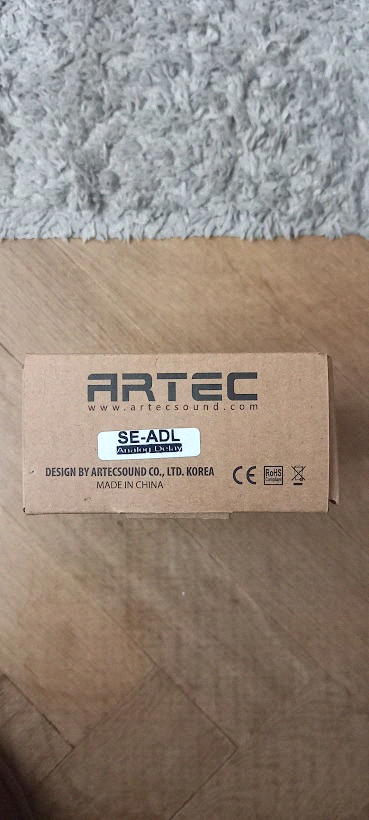 ARTEC
www.artecsound.com
SE-ADL
Analog Delay
DESIGN BY ARTECSOUND CO., LTD. KOREA
MADE IN CHINA
CE
RoHS
Compliant